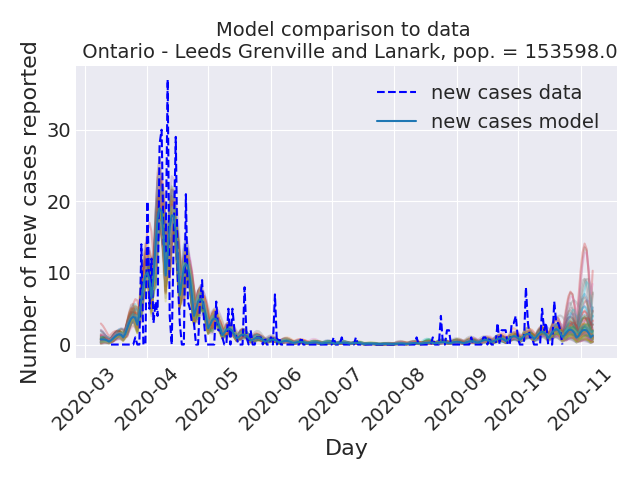 Model comparison to data
Ontario - Leeds Grenville and Lanark, pop. = 153598.0
Number of new cases reported
30
20
10
0
new cases data
new cases model
2020-03
2020-04
2020-05
2020-06
2020-07
2020-08
2020-09
2020-10
2020-11
Day